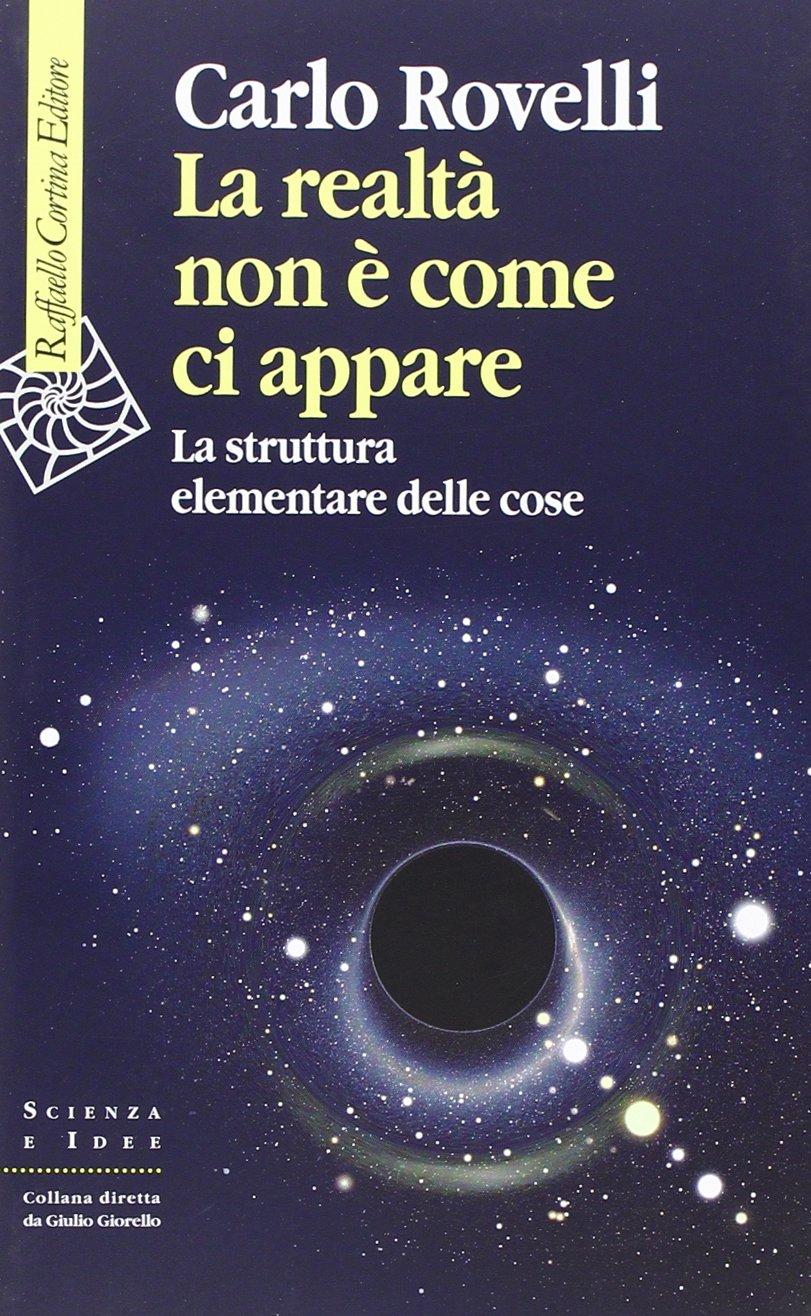 Raffaello Cortina Editore
Carlo Rovelli
La realtà
non è come
ci appare
La struttura
elementare delle cose
SCIENZA
E IDEE
Collana diretta
da Giulio Giorello